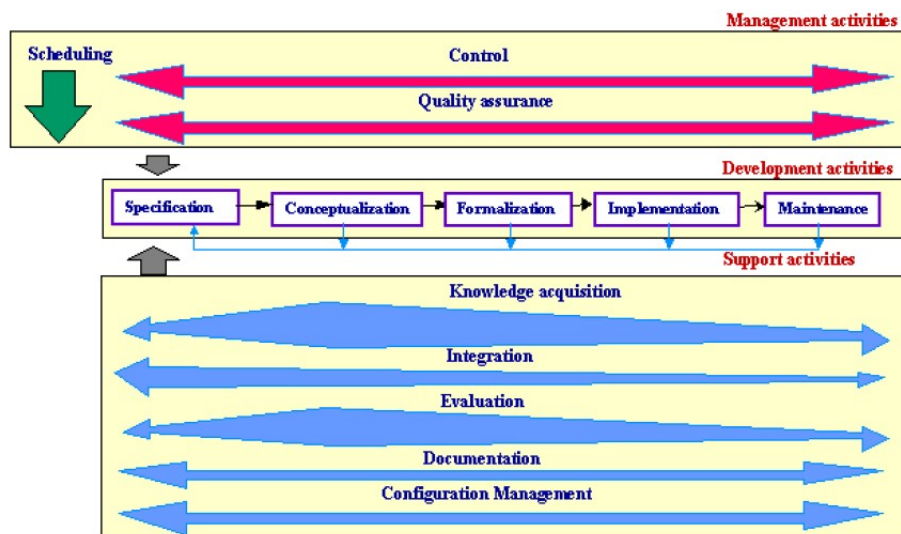 Management activities
Scheduling
Control
Quality assurance
Development activities
Specification
Conceptualization
Formalization
Implementation
Maintenance
Support activities
Knowledge acquisition
Integration
Evaluation
Documentation
Configuration Management